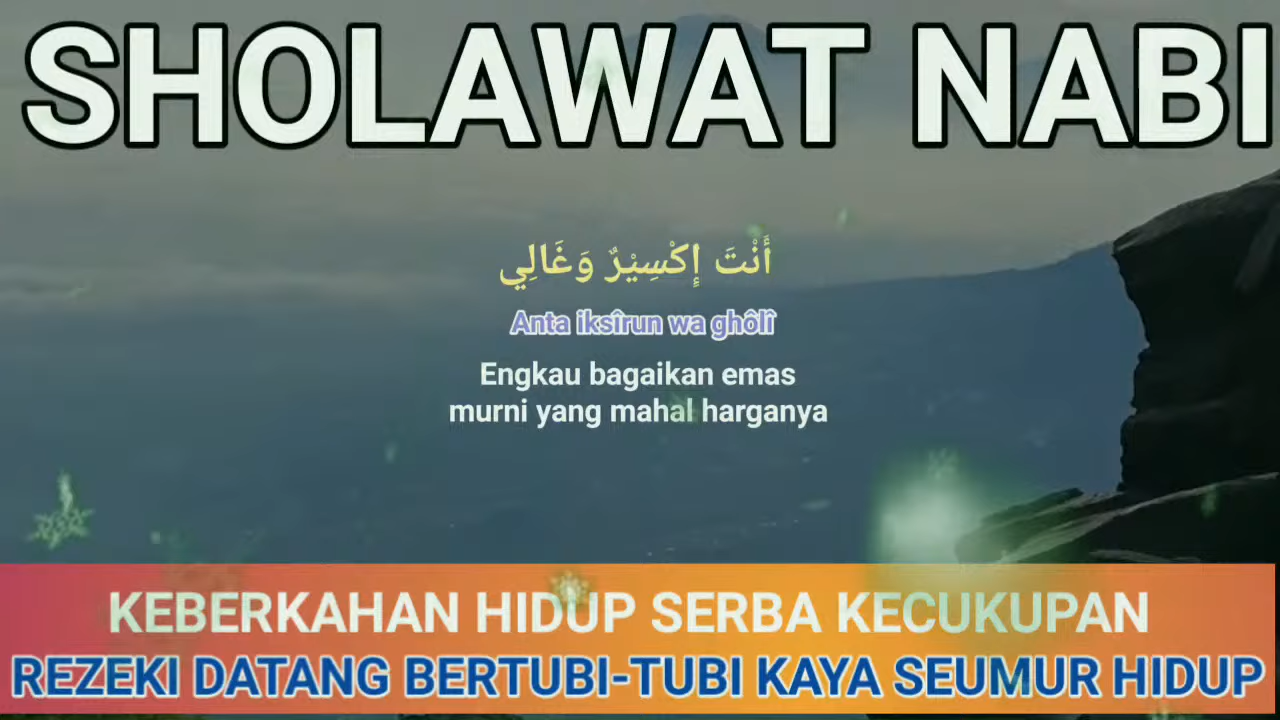 SHOLAWAT NABI
أَنْتَ إِكْسِيْرٌ وَغَالِي
Anta iksîrun wa ghôlî
Engkau bagaikan emas
murni yang mahal harganya
KEBERKAHAN HIDUP SERBA KECUKUPAN
REZEKI DATANG BERTUBI-TUBI KAYA SEUMUR HIDUP